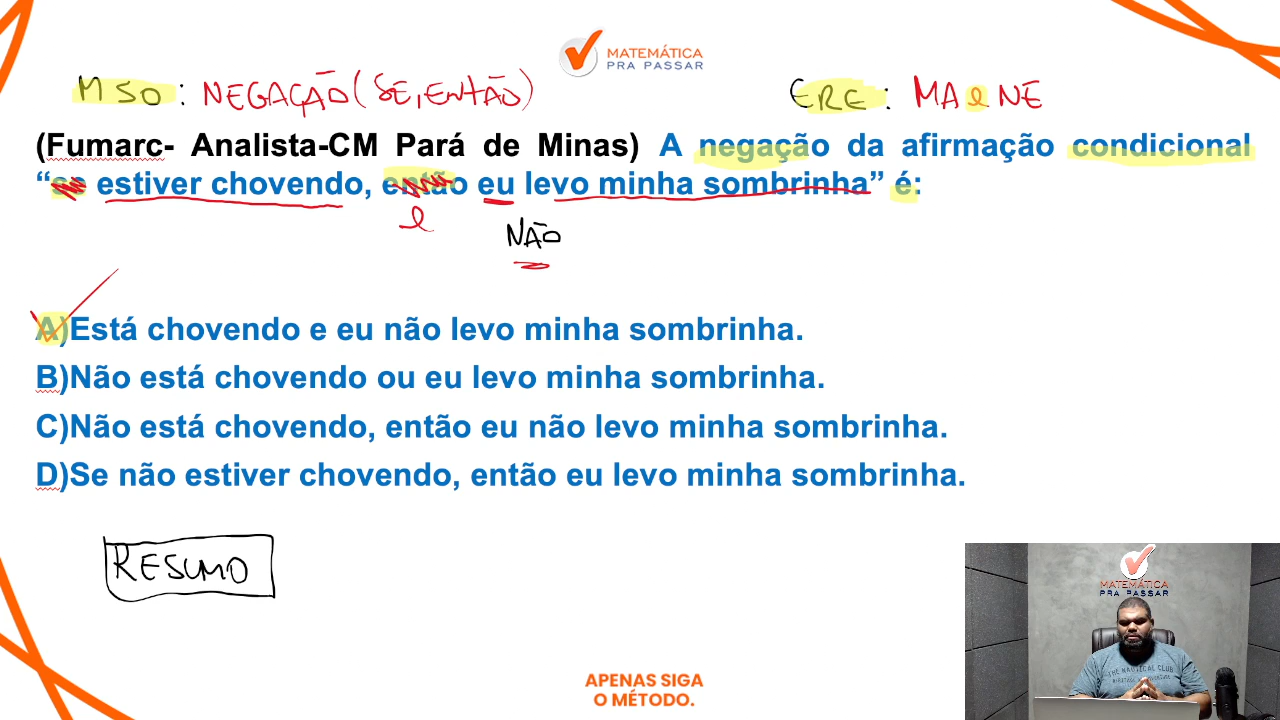 MATEMÁTICA
PRA PASSAR
MSO : NEGAÇÃO (SE, ENTÃO)
ERE : MA e NE
(Fumarc- Analista-CM Pará de Minas) A negação da afirmação condicional
“se estiver chovendo, então eu levo minha sombrinha” é:
e
NÃO
A)Está chovendo e eu não levo minha sombrinha.
B)Não está chovendo ou eu levo minha sombrinha.
C)Não está chovendo, então eu não levo minha sombrinha.
D)Se não estiver chovendo, então eu levo minha sombrinha.
RESUMO
MATEMÁTICA
PRA PASSAR
THE NAUTICAL CLUB
APENAS SIGA
O MÉTODO.